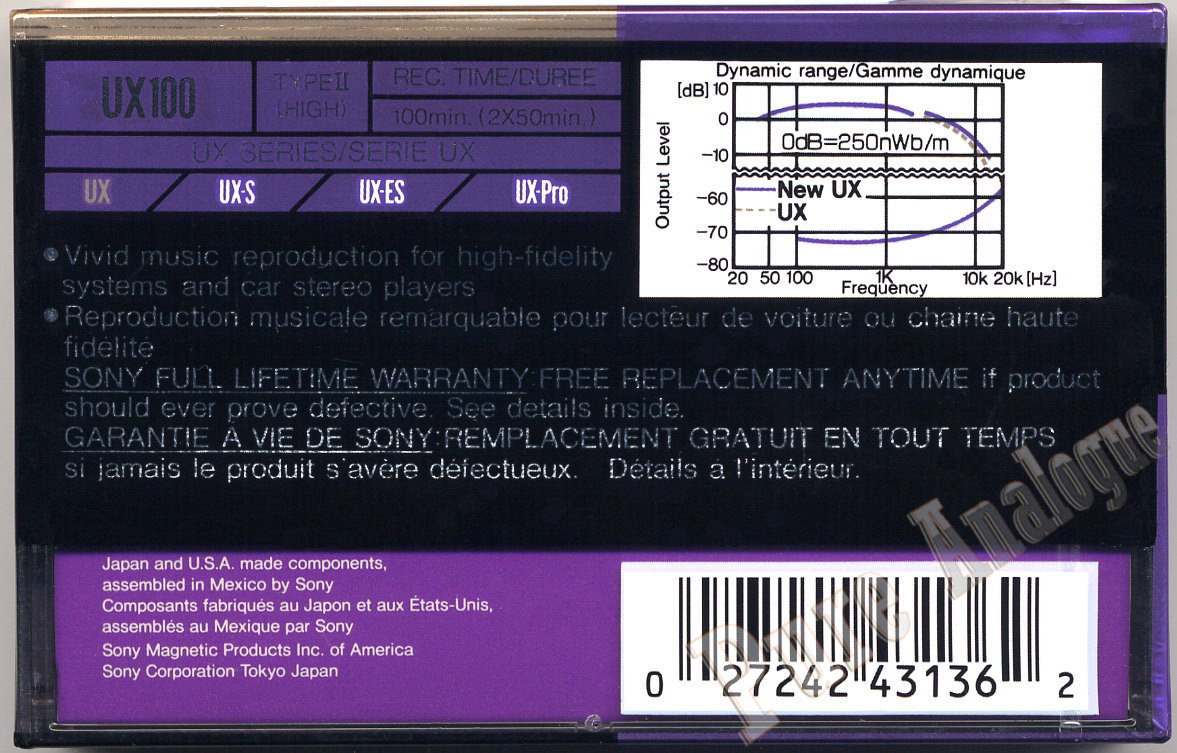 UX100
TYPE II
(HIGH)
REC. TIME/DUREE
100min. (2X50min.)
UX SERIES/SERIE UX
UX
UX-S
UX-ES
UX-Pro
Dynamic range/Gamme dynamique
[dB] 10
0
0dB=250nWb/m
-10
Output Level
-60
New UX
UX
-70
-80
20 50 100 1K 10k 20k [Hz]
Frequency
• Vivid music reproduction for high-fidelity
systems and car stereo players
• Reproduction musicale remarquable pour lecteur de voiture ou chaine haute
fidélité
SONY FULL LIFETIME WARRANTY:FREE REPLACEMENT ANYTIME if product
should ever prove defective. See details inside.
GARANTIE À VIE DE SONY:REMPLACEMENT GRATUIT EN TOUT TEMPS
si jamais le produit s'avère défectueux. Détails à l'intérieur.
Japan and U.S.A. made components,
assembled in Mexico by Sony
Composants fabriqués au Japon et aux États-Unis,
assemblés au Mexique par Sony
Sony Magnetic Products Inc. of America
Sony Corporation Tokyo Japan
0 27242 43136 2
Pure Analogue